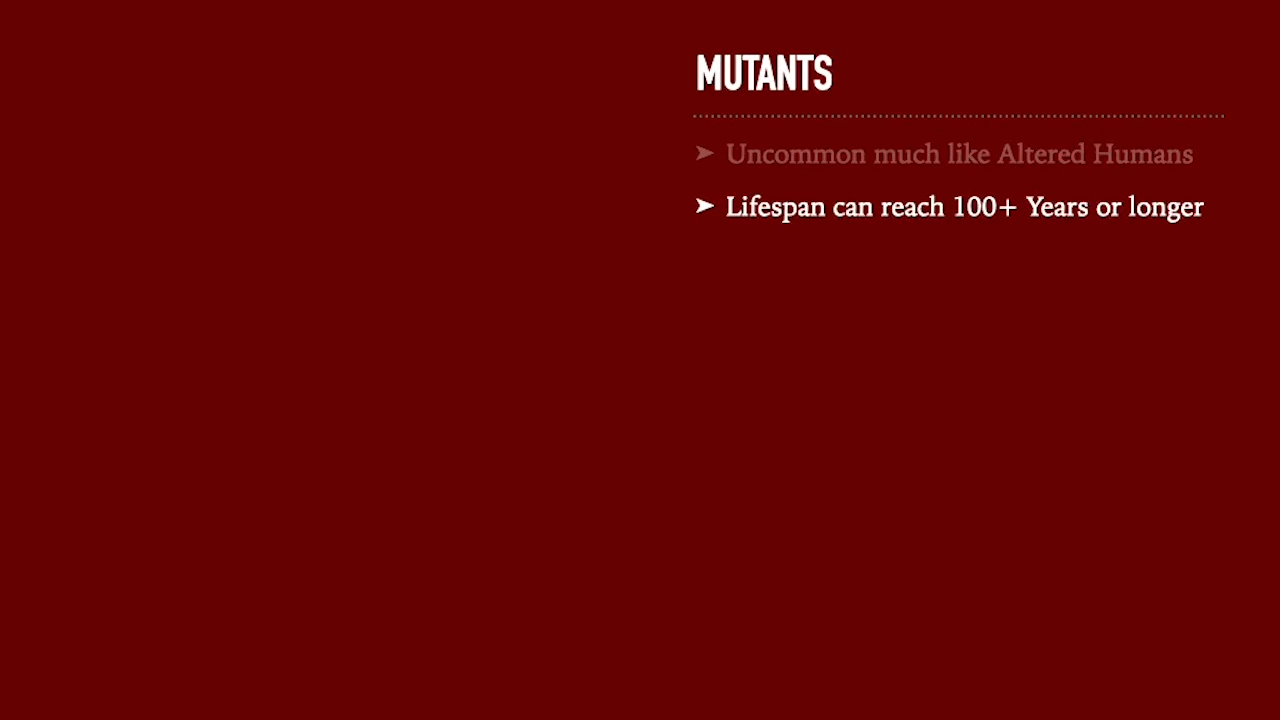 MUTANTS
➤ Uncommon much like Altered Humans
➤ Lifespan can reach 100+ Years or longer